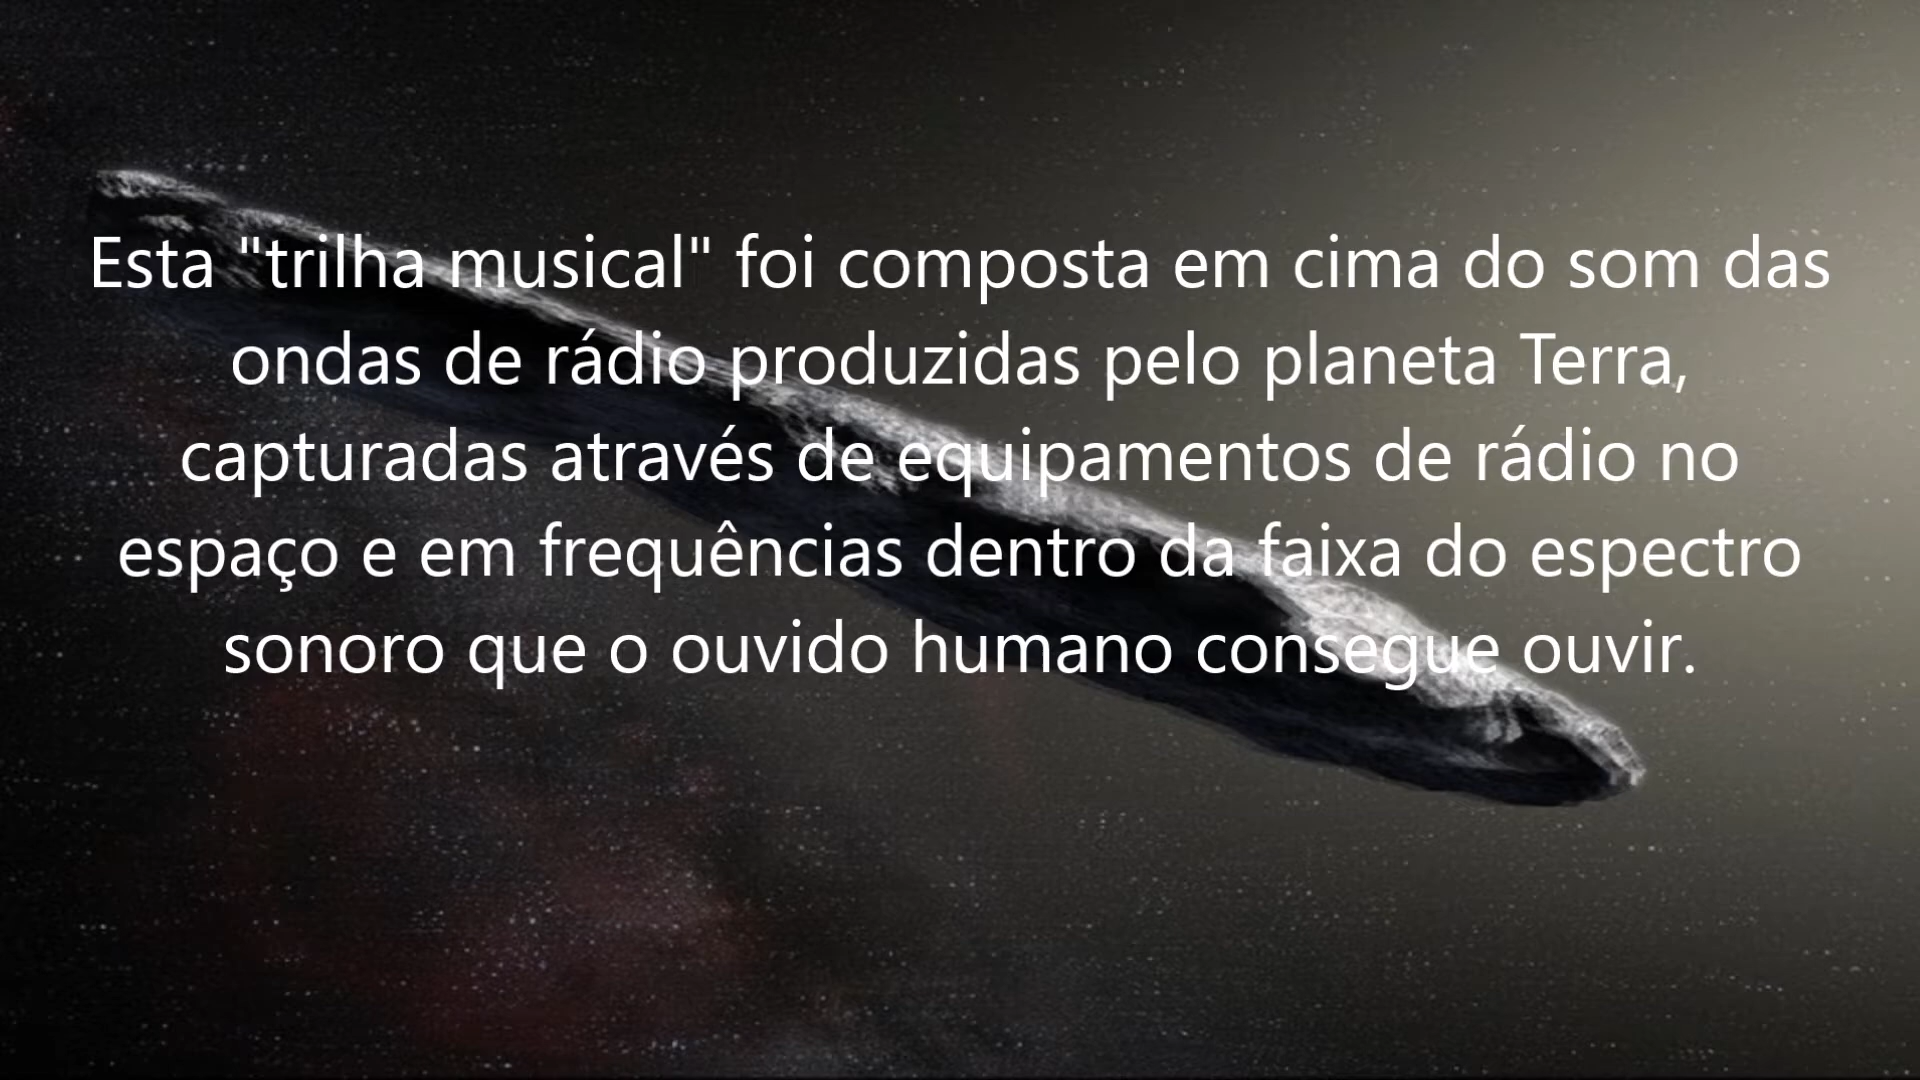 Esta "trilha musical" foi composta em cima do som das
ondas de rádio produzidas pelo planeta Terra,
capturadas através de equipamentos de rádio no
espaço e em frequências dentro da faixa do espectro
sonoro que o ouvido humano consegue ouvir.